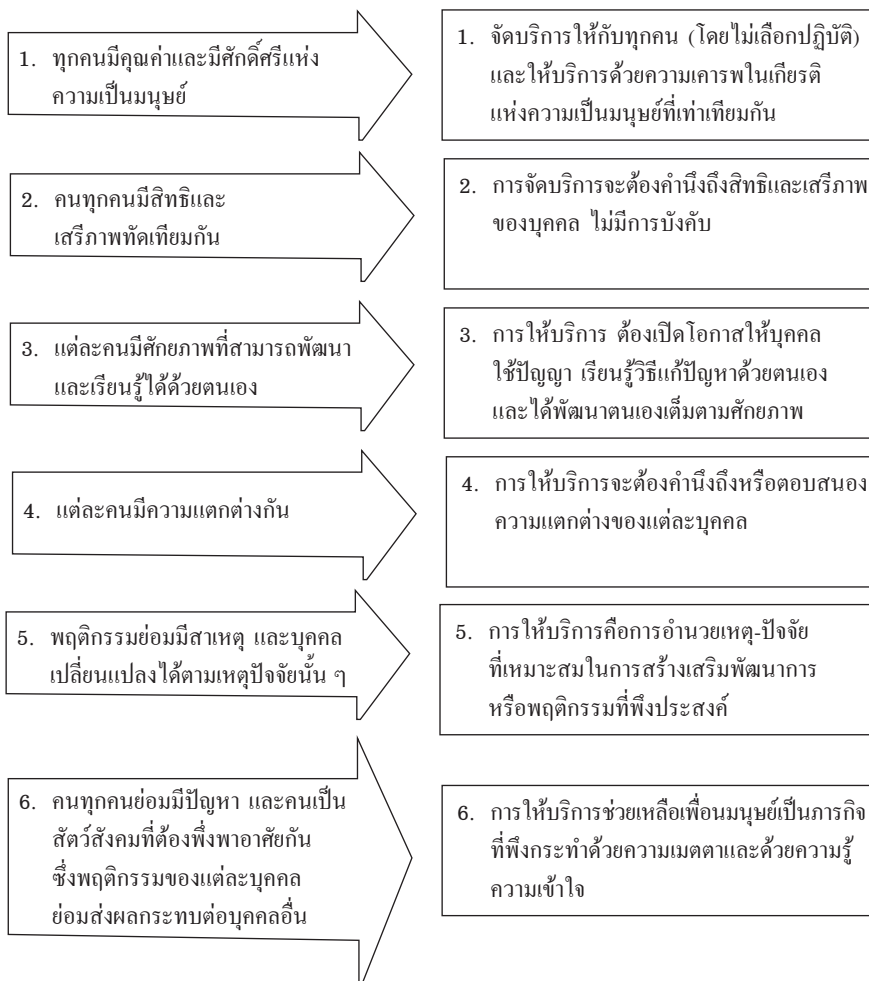 1. ทุกคนมีคุณค่าและมีศักดิ์ศรีแห่ง
ความเป็นมนุษย์
1. จัดบริการให้กับทุกคน (โดยไม่เลือกปฏิบัติ)
และให้บริการด้วยความเคารพในเกียรติ
แห่งความเป็นมนุษย์ที่เท่าเทียมกัน
2. คนทุกคนมีสิทธิและ
เสรีภาพทัดเทียมกัน
2. การจัดบริการจะต้องคำนึงถึงสิทธิและเสรีภาพ
ของบุคคล ไม่มีการบังคับ
3. แต่ละคนมีศักยภาพที่สามารถพัฒนา
และเรียนรู้ได้ด้วยตนเอง
3. การให้บริการ ต้องเปิดโอกาสให้บุคคล
ใช้ปัญญา เรียนรู้วิธีแก้ปัญหาด้วยตนเอง
และได้พัฒนาตนเองเต็มตามศักยภาพ
4. แต่ละคนมีความแตกต่างกัน
4. การให้บริการจะต้องคำนึงถึงหรือตอบสนอง
ความแตกต่างของแต่ละบุคคล
5. พฤติกรรมย่อมมีสาเหตุ และบุคคล
เปลี่ยนแปลงได้ตามเหตุปัจจัยนั้น ๆ
5. การให้บริการคือการอำนวยเหตุ-ปัจจัย
ที่เหมาะสมในการสร้างเสริมพัฒนาการ
หรือพฤติกรรมที่พึงประสงค์
6. คนทุกคนย่อมมีปัญหา และคนเป็น
สัตว์สังคมที่ต้องพึ่งพาอาศัยกัน
ซึ่งพฤติกรรมของแต่ละบุคคล
ย่อมส่งผลกระทบต่อบุคคลอื่น
6. การให้บริการช่วยเหลือเพื่อนมนุษย์เป็นภารกิจ
ที่พึงกระทำด้วยความเมตตาและด้วยความรู้
ความเข้าใจ